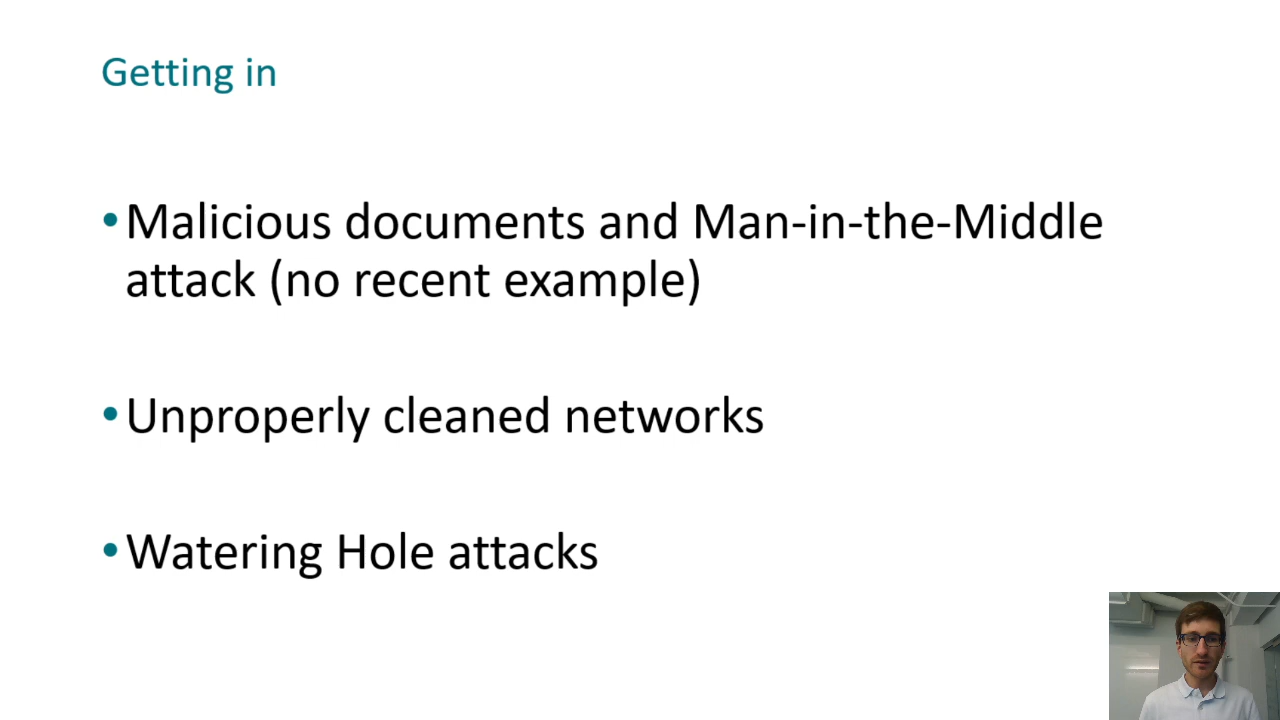 Getting in
•Malicious documents and Man-in-the-Middle
attack (no recent example)
•Unproperly cleaned networks
•Watering Hole attacks